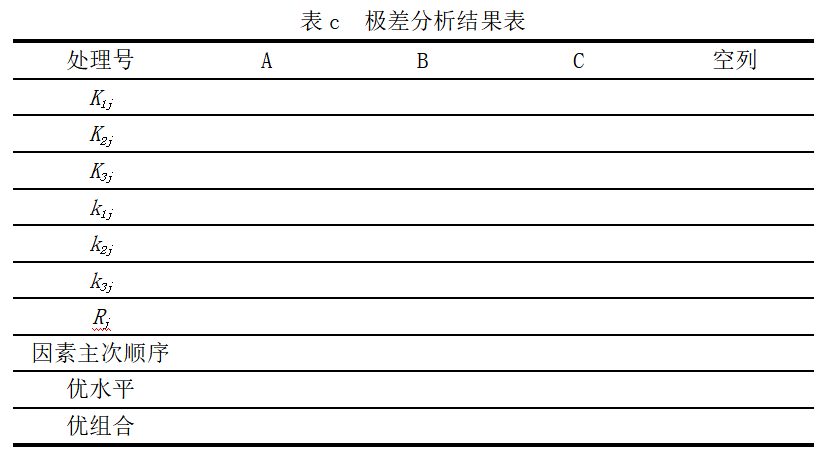 表c 极差分析结果表
处理号 A B C 空列
K1j
K2j
K3j
k1j
k2j
k3j
Rj
因素主次顺序
优水平
优组合